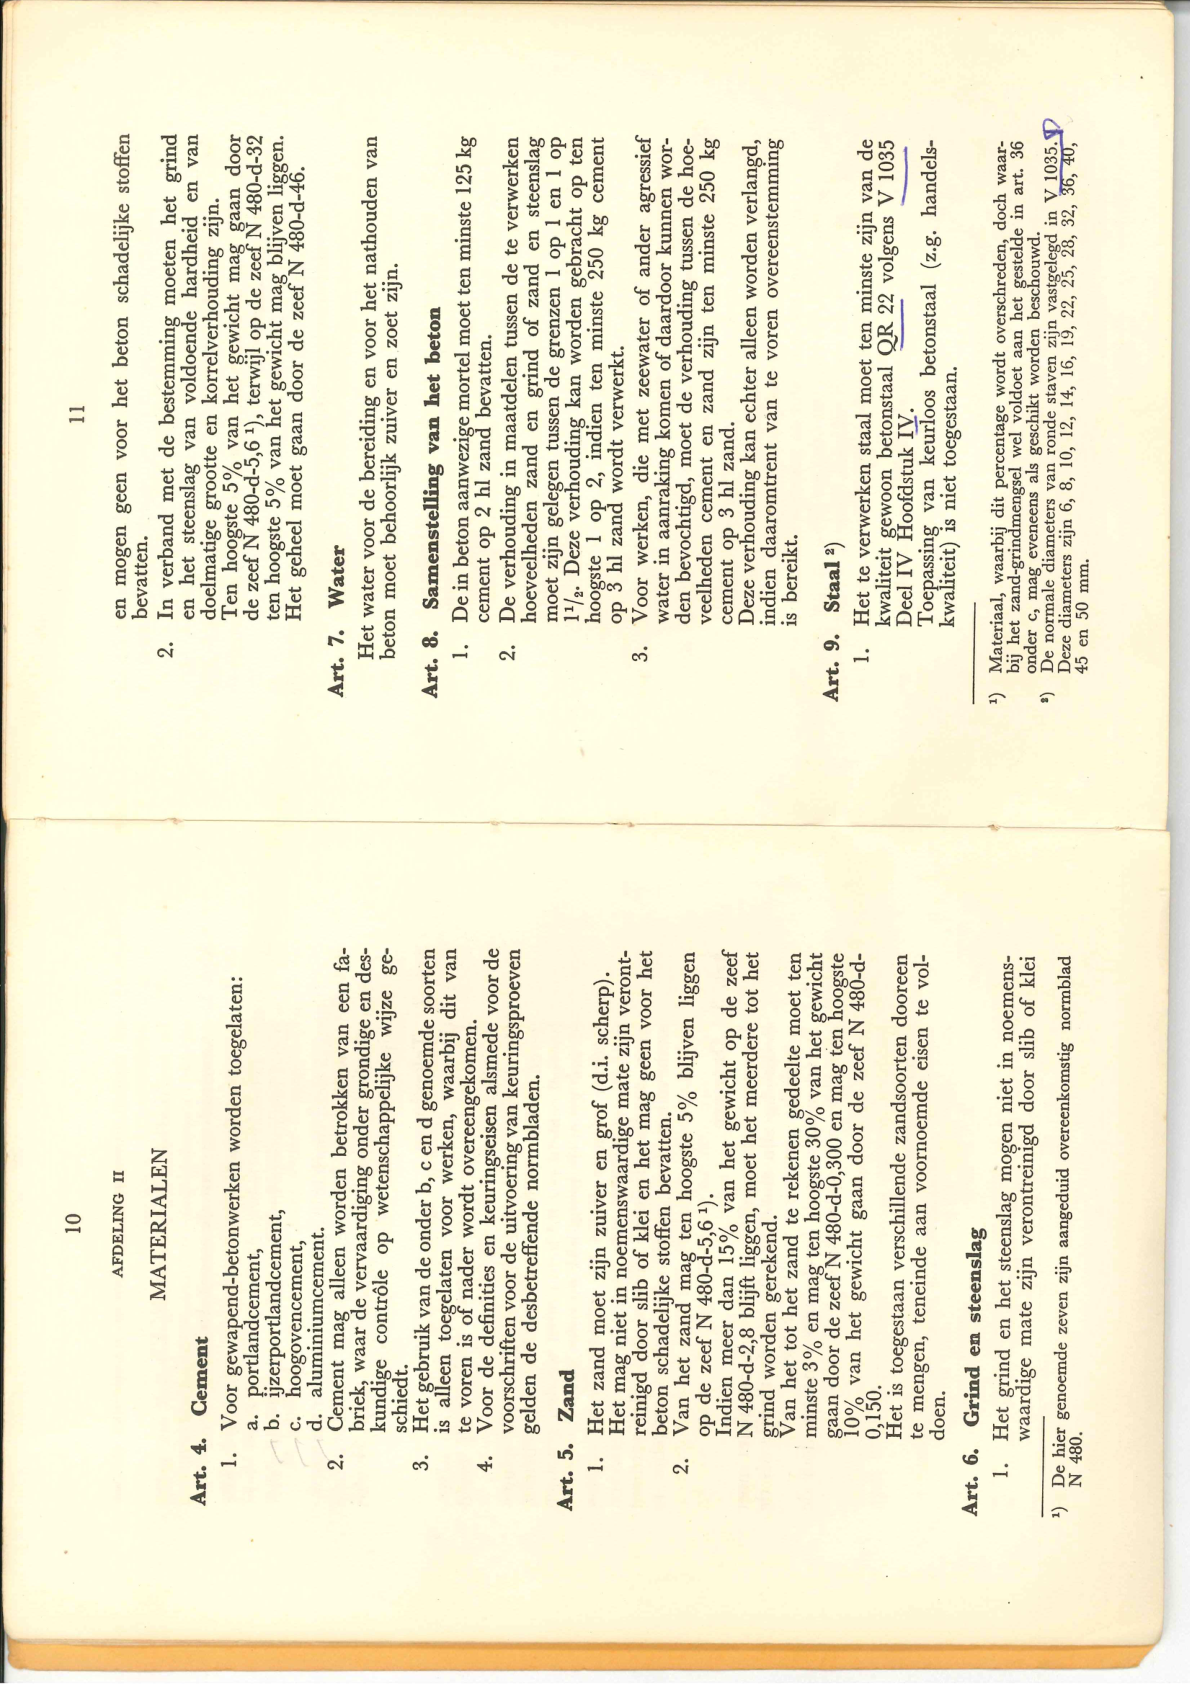 10
AFDELING II
MATERIALEN
Art. 4. Cement
1. Voor gewapend-betonwerken worden toegelaten:
a. portlandcement,
b. ijzerportlandcement,
c. hoogovencement,
d. aluminiumcement.
2. Cement mag alleen worden betrokken van een fa-
briek, waar de vervaardiging onder grondige en des-
kundige contrôle op wetenschappelijke wijze ge-
schiedt.
3. Het gebruik van de onder b, c en d genoemde soorten
is alleen toegelaten voor werken, waarbij dit van
te voren is of nader wordt overeengekomen.
4. Voor de definities en keuringseisen alsmede voor de
voorschriften voor de uitvoering van keuringsproeven
gelden de desbetreffende normbladen.
Art. 5. Zand
1. Het zand moet zijn zuiver en grof (d.i. scherp).
Het mag niet in noemenswaardige mate zijn veront-
reinigd door slib of klei en het mag geen voor het
beton schadelijke stoffen bevatten.
2. Van het zand mag ten hoogste 5% blijven liggen
op de zeef N 480-d-5,6 ¹).
Indien meer dan 15% van het gewicht op de zeef
N 480-d-2,8 blijft liggen, moet het meerdere tot het
grind worden gerekend.
Van het tot het zand te rekenen gedeelte moet ten
minste 3% en mag ten hoogste 30% van het gewicht
gaan door de zeef N 480-d-0,300 en mag ten hoogste
10% van het gewicht gaan door de zeef N 480-d-
0,150.
Het is toegestaan verschillende zandsoorten dooreen
te mengen, teneinde aan voornoemde eisen te vol-
doen.
Art. 6. Grind en steenslag
1. Het grind en het steenslag mogen niet in noemens-
waardige mate zijn verontreinigd door slib of klei
¹) De hier genoemde zeven zijn aangeduid overeenkomstig normblad
N 480.
11
en mogen geen voor het beton schadelijke stoffen
bevatten.
2. In verband met de bestemming moeten het grind
en het steenslag van voldoende hardheid en van
doelmatige grootte en korrelverhouding zijn.
Ten hoogste 5% van het gewicht mag gaan door
de zeef N 480-d-5,6 ¹), terwijl op de zeef N 480-d-32
ten hoogste 5% van het gewicht mag blijven liggen.
Het geheel moet gaan door de zeef N 480-d-46.
Art. 7. Water
Het water voor de bereiding en voor het nathouden van
beton moet behoorlijk zuiver en zoet zijn.
Art. 8. Samenstelling van het beton
1. De in beton aanwezige mortel moet ten minste 125 kg
cement op 2 hl zand bevatten.
2. De verhouding in maatdelen tussen de te verwerken
hoeveelheden zand en grind of zand en steenslag
moet zijn gelegen tussen de grenzen 1 op 1 en 1 op
1¹/₂. Deze verhouding kan worden gebracht op ten
hoogste 1 op 2, indien ten minste 250 kg cement
op 3 hl zand wordt verwerkt.
3. Voor werken, die met zeewater of ander agressief
water in aanraking komen of daardoor kunnen wor-
den bevochtigd, moet de verhouding tussen de hoe-
veelheden cement en zand zijn ten minste 250 kg
cement op 3 hl zand.
Deze verhouding kan echter alleen worden verlangd,
indien daaromtrent van te voren overeenstemming
is bereikt.
Art. 9. Staal ²)
1. Het te verwerken staal moet ten minste zijn van de
kwaliteit gewoon betonstaal QR 22 volgens V 1035
Deel IV Hoofdstuk IV.
Toepassing van keurloos betonstaal (z.g. handels-
kwaliteit) is niet toegestaan.
¹) Materiaal, waarbij dit percentage wordt overschreden, doch waar-
bij het zand-grindmengsel wel voldoet aan het gestelde in art. 36
onder c, mag eveneens als geschikt worden beschouwd.
²) De normale diameters van ronde staven zijn vastgelegd in V 1035.
Deze diameters zijn 6, 8, 10, 12, 14, 16, 19, 22, 25, 28, 32, 36, 40,
45 en 50 mm.